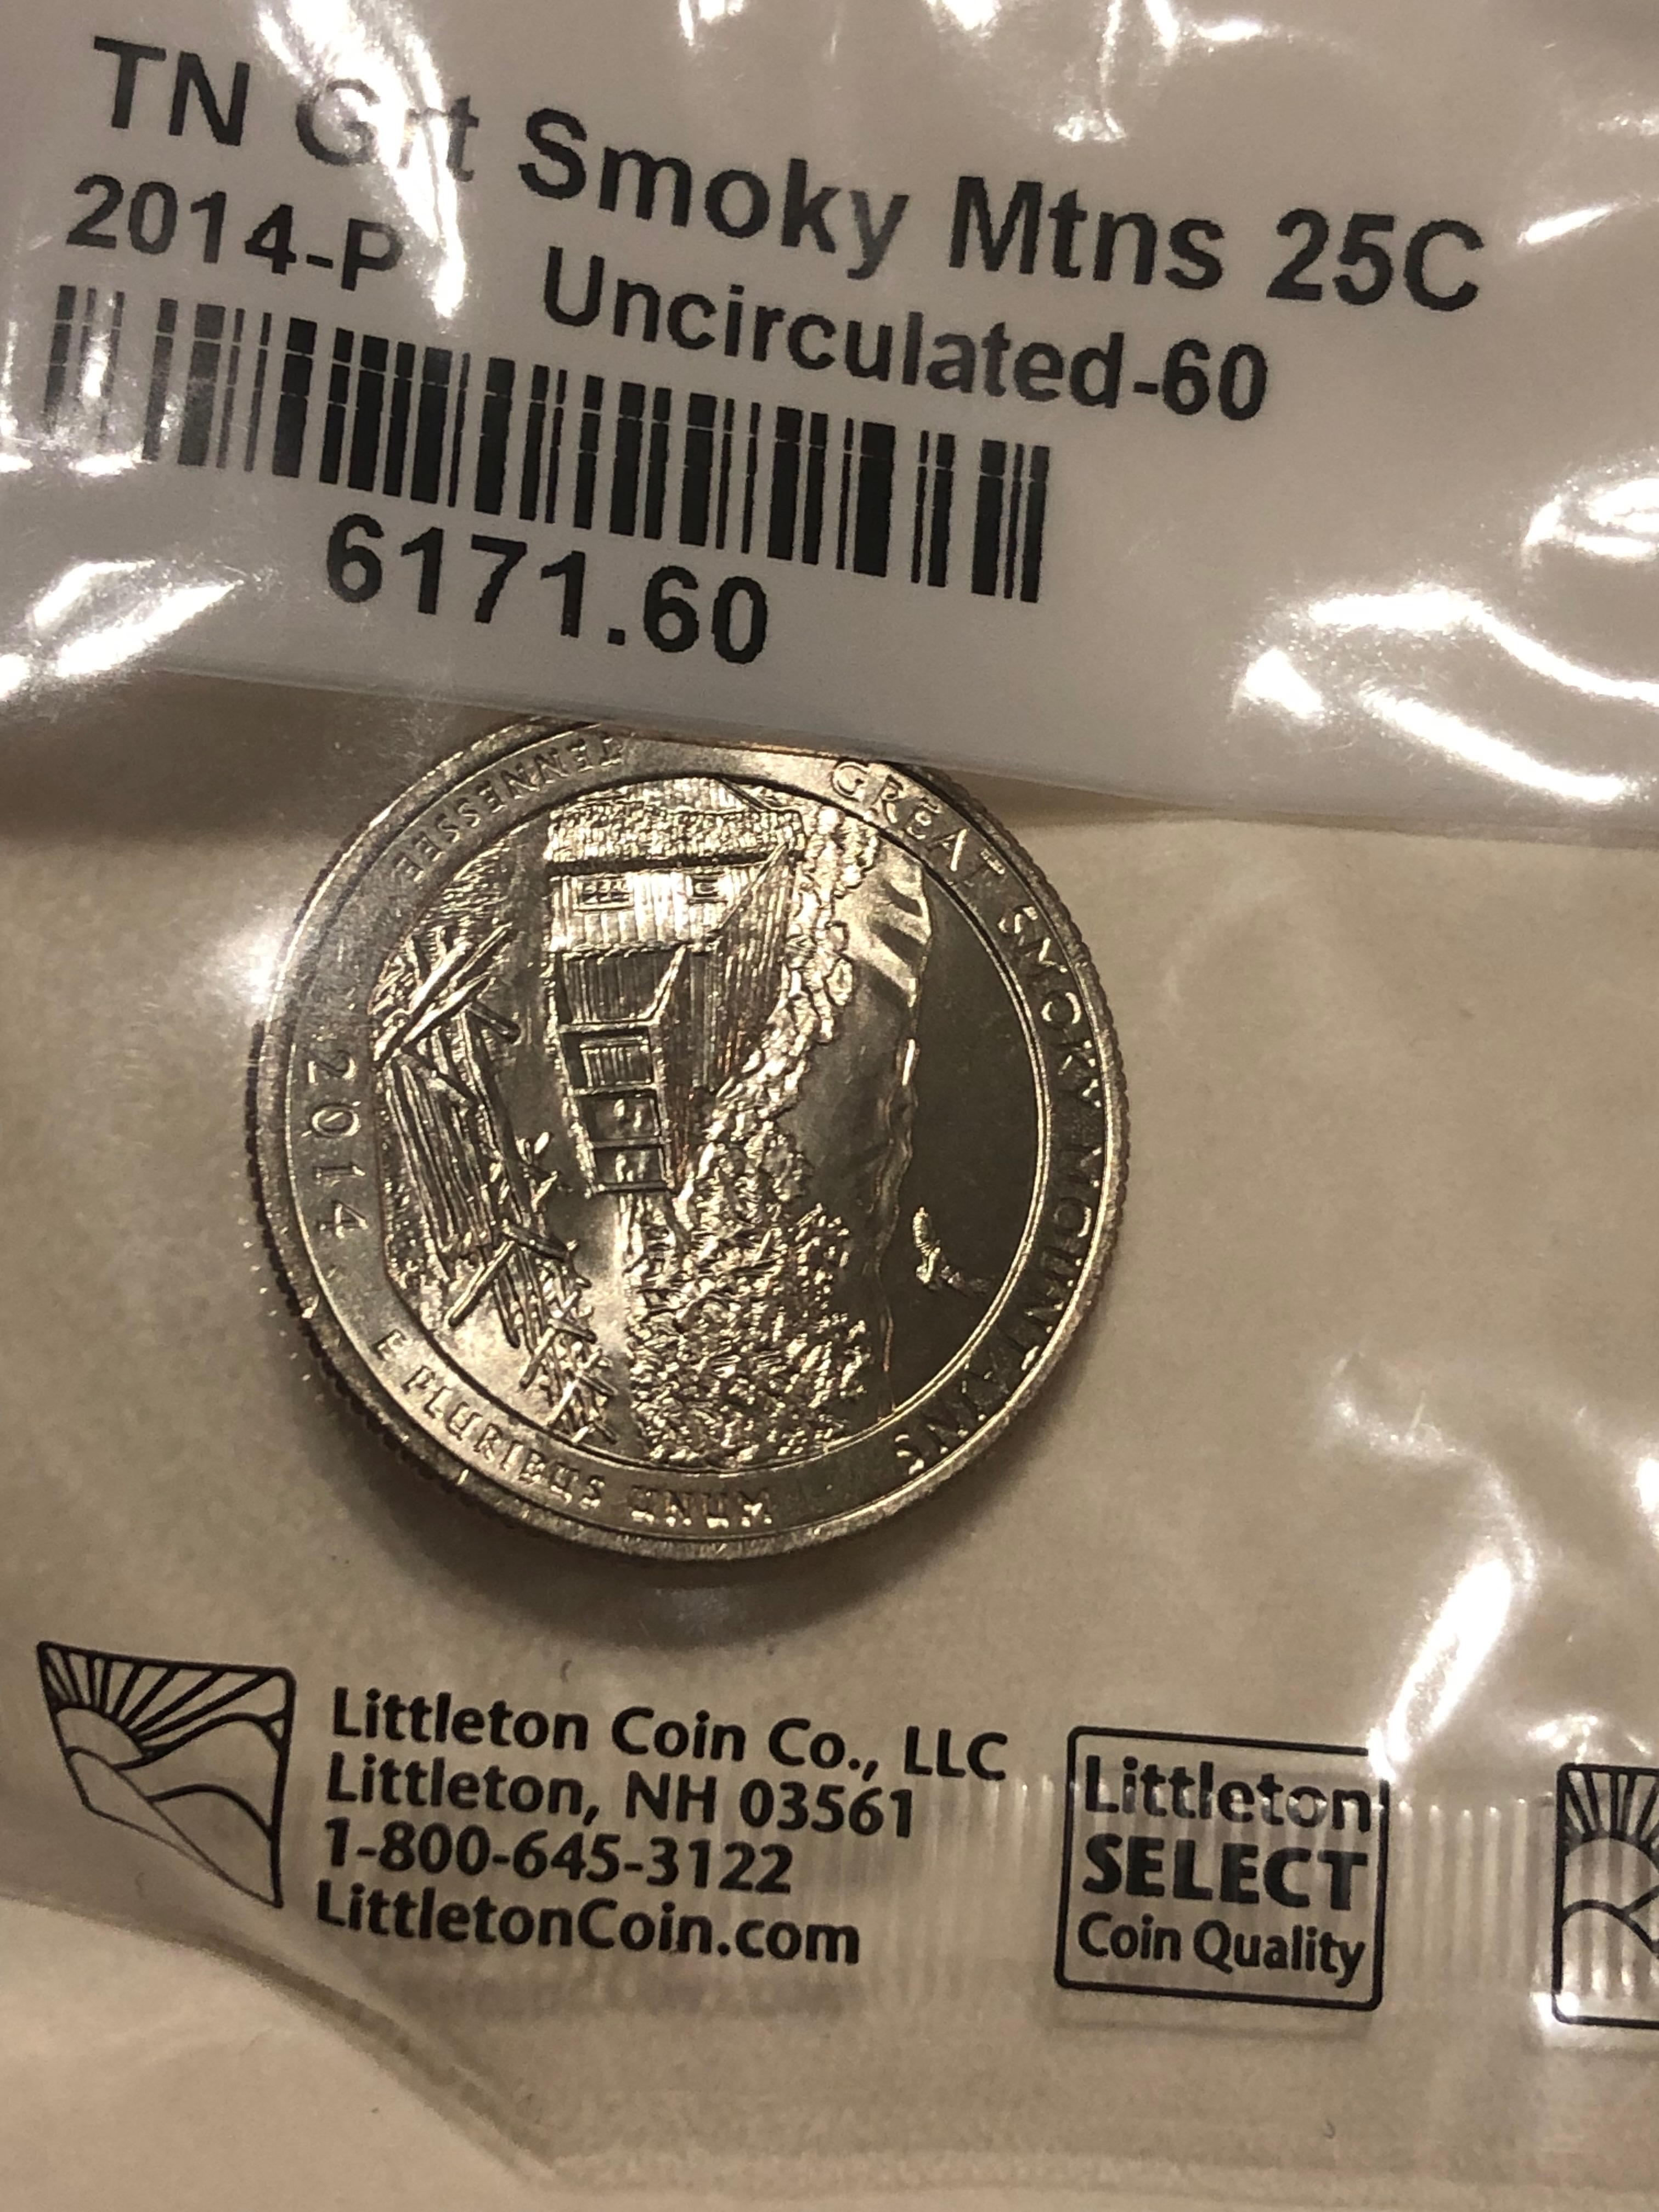 TN Grt Smoky Mtns 25C
2014-P Uncirculated-60
6171.60
GREAT SMOKY MOUNTAINS
TENNESSEE
2014
E PLURIBUS UNUM
Littleton Coin Co., LLC
Littleton, NH 03561
1-800-645-3122
LittletonCoin.com
Littleton
SELECT
Coin Quality